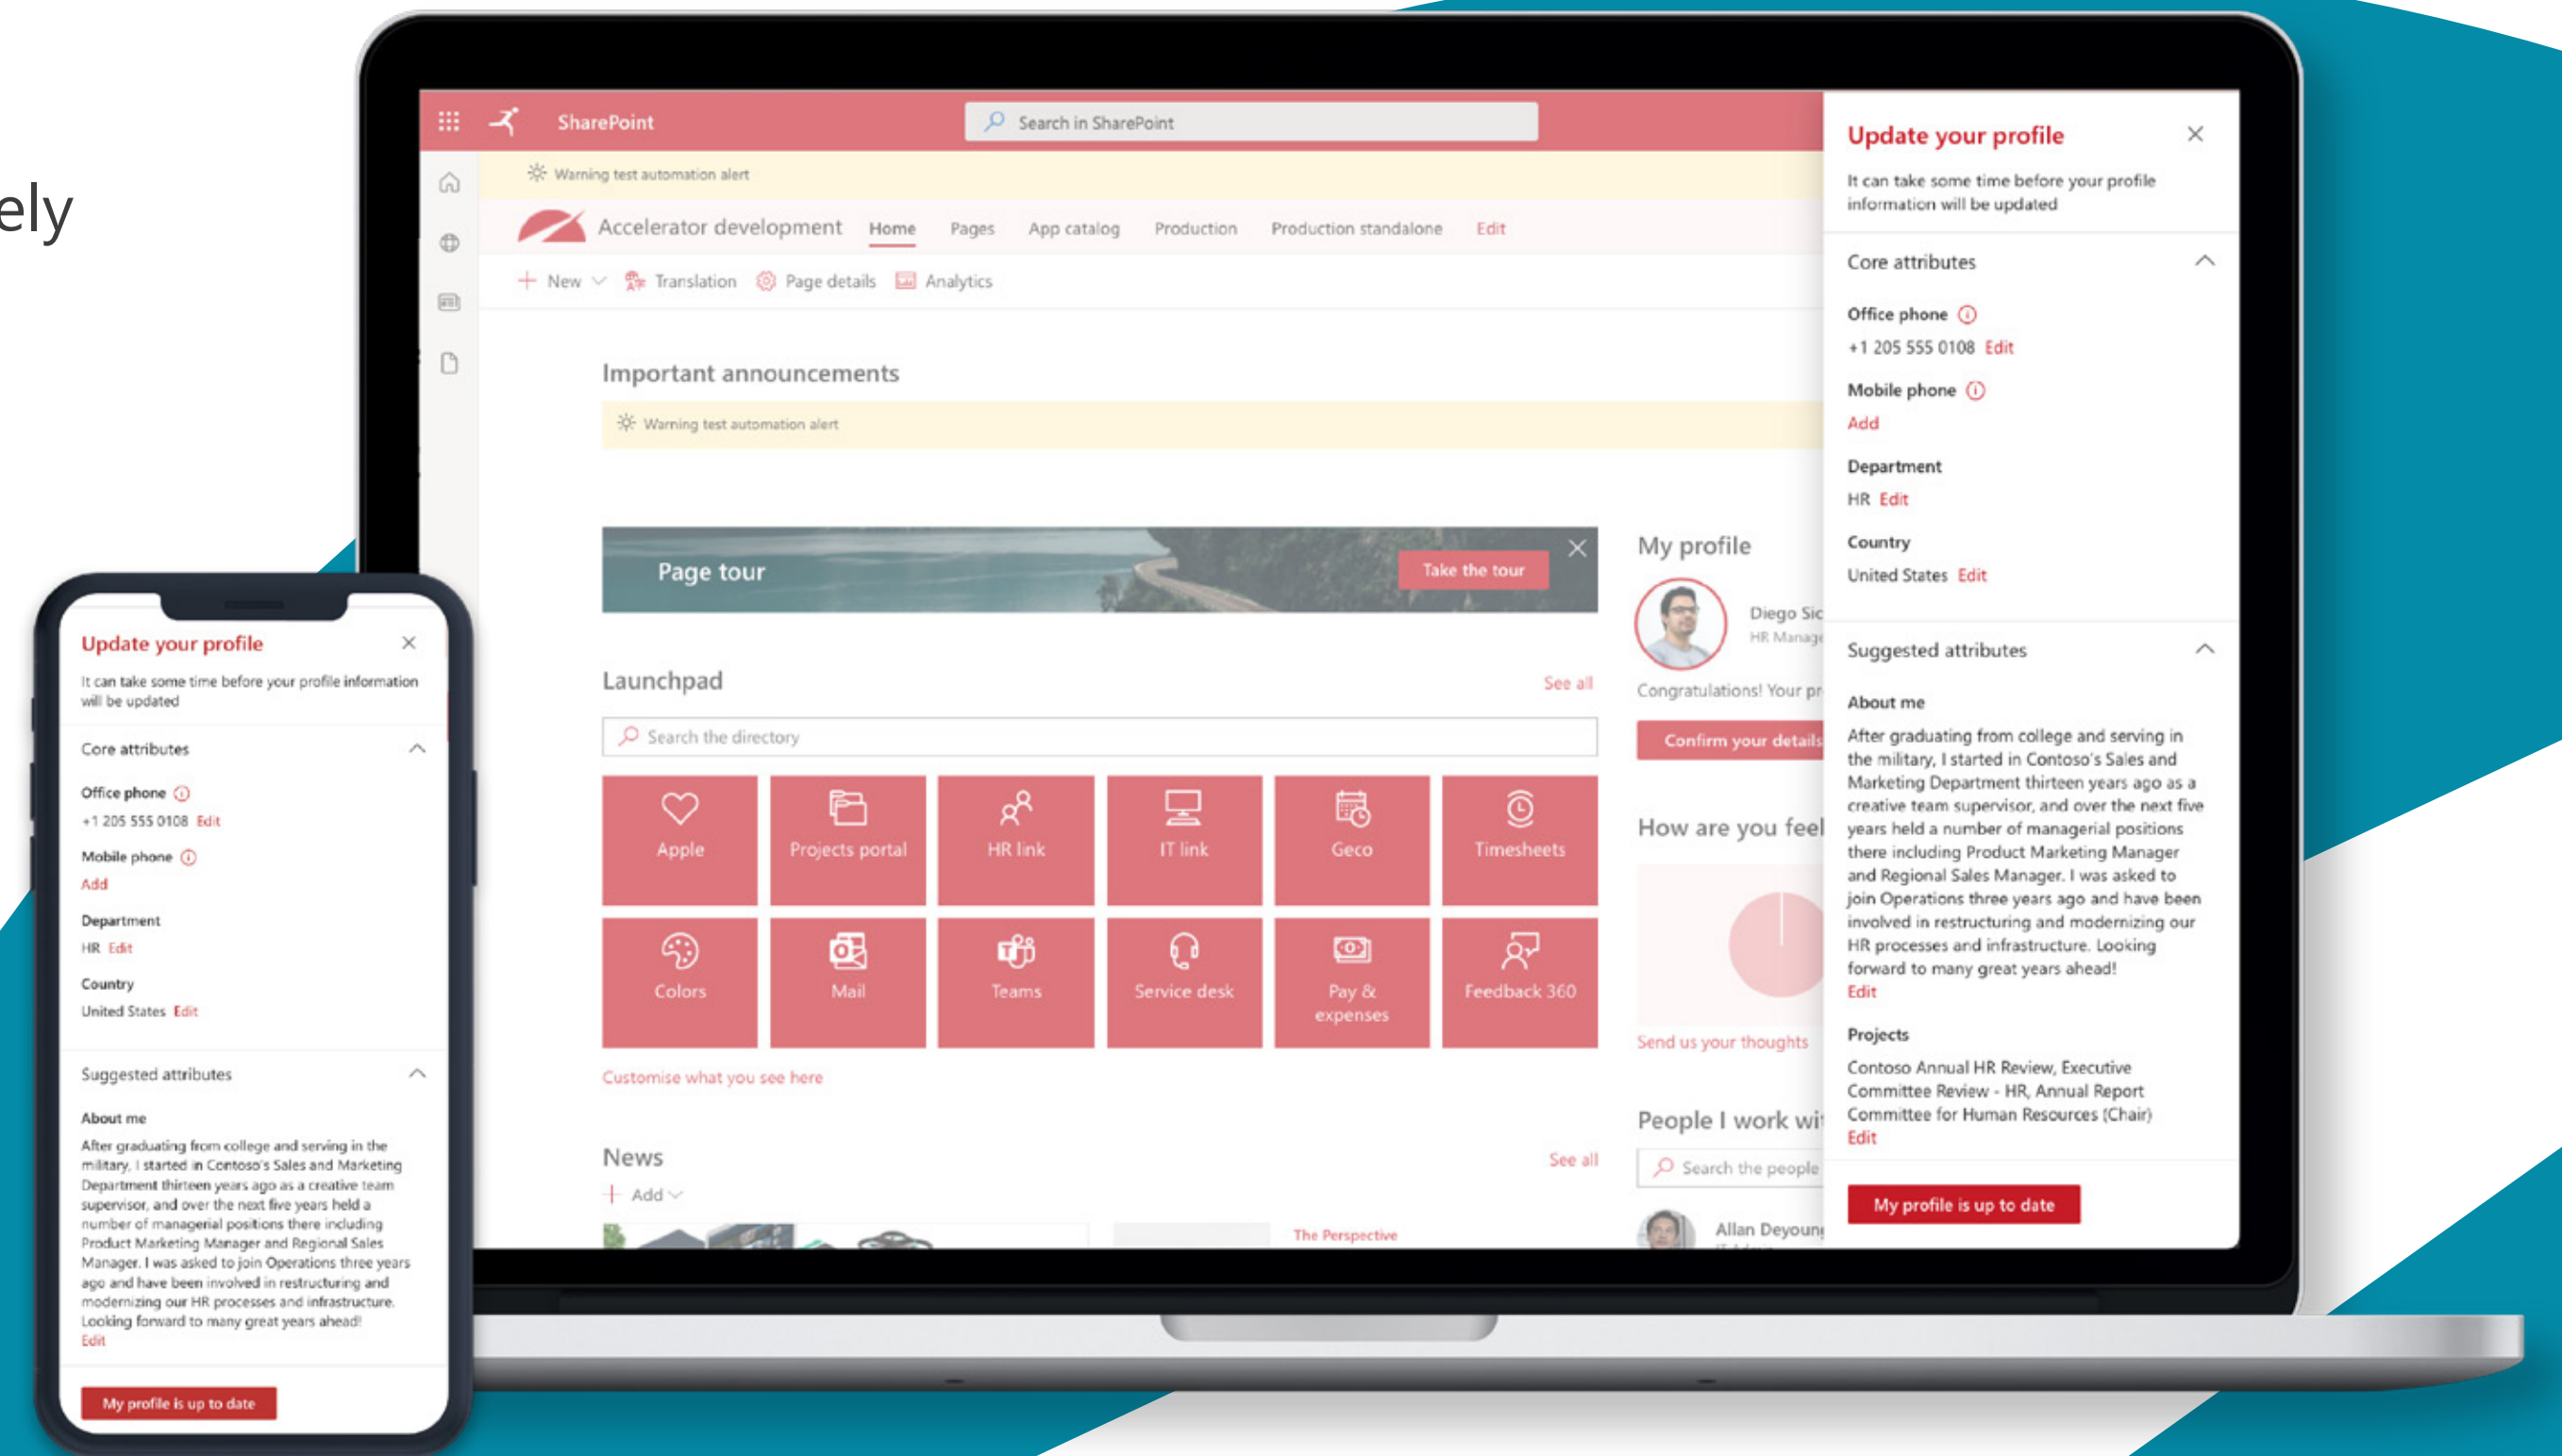 ely
SharePoint
Search in SharePoint
Warning test automation alert
Accelerator development Home Pages App catalog Production Production standalone Edit
New Translation Page details Analytics
Important announcements
Warning test automation alert
Page tour
Take the tour
Launchpad
See all
Search the directory
Apple Projects portal HR link IT link Geco Timesheets
Colors Mail Teams Service desk Pay & Feedback 360
expenses
Customise what you see here
News
See all
Add
The Perspective
My profile
Diego Sic
HR Manage
Congratulations! Your pr
Confirm your details
How are you feel
Send us your thoughts
People I work wi
Search the people
Allan Deyoung
Update your profile
It can take some time before your profile
information will be updated
Core attributes
Office phone
+1 205 555 0108 Edit
Mobile phone
Add
Department
HR Edit
Country
United States Edit
Suggested attributes
About me
After graduating from college and serving in
the military, I started in Contoso's Sales and
Marketing Department thirteen years ago as a
creative team supervisor, and over the next five
years held a number of managerial positions
there including Product Marketing Manager
and Regional Sales Manager. I was asked to
join Operations three years ago and have been
involved in restructuring and modernizing our
HR processes and infrastructure. Looking
forward to many great years ahead!
Edit
Projects
Contoso Annual HR Review, Executive
Committee Review - HR, Annual Report
Committee for Human Resources (Chair)
Edit
My profile is up to date
Update your profile
It can take some time before your profile information
will be updated
Core attributes
Office phone
+1 205 555 0108 Edit
Mobile phone
Add
Department
HR Edit
Country
United States Edit
Suggested attributes
About me
After graduating from college and serving in the
military, I started in Contoso's Sales and Marketing
Department thirteen years ago as a creative team
supervisor, and over the next five years held a
number of managerial positions there including
Product Marketing Manager and Regional Sales
Manager. I was asked to join Operations three years
ago and have been involved in restructuring and
modernizing our HR processes and infrastructure.
Looking forward to many great years ahead!
Edit
My profile is up to date